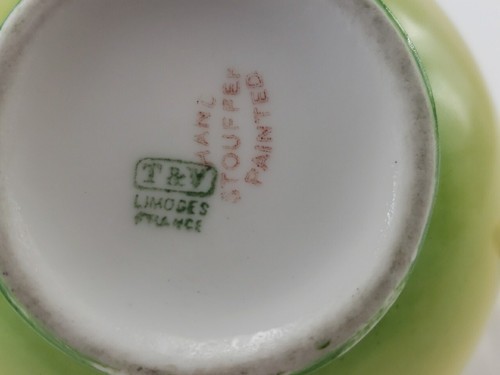 T & V
LIMOGES
FRANCE
HAND
STOUFFER
PAINTED